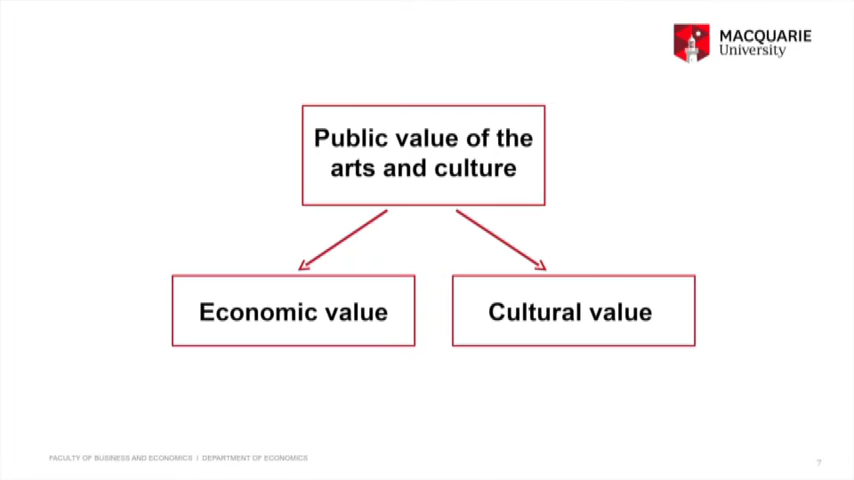 MACQUARIE
University
Public value of the
arts and culture
Economic value
Cultural value
FACULTY OF BUSINESS AND ECONOMICS I DEPARTMENT OF ECONOMICS
7